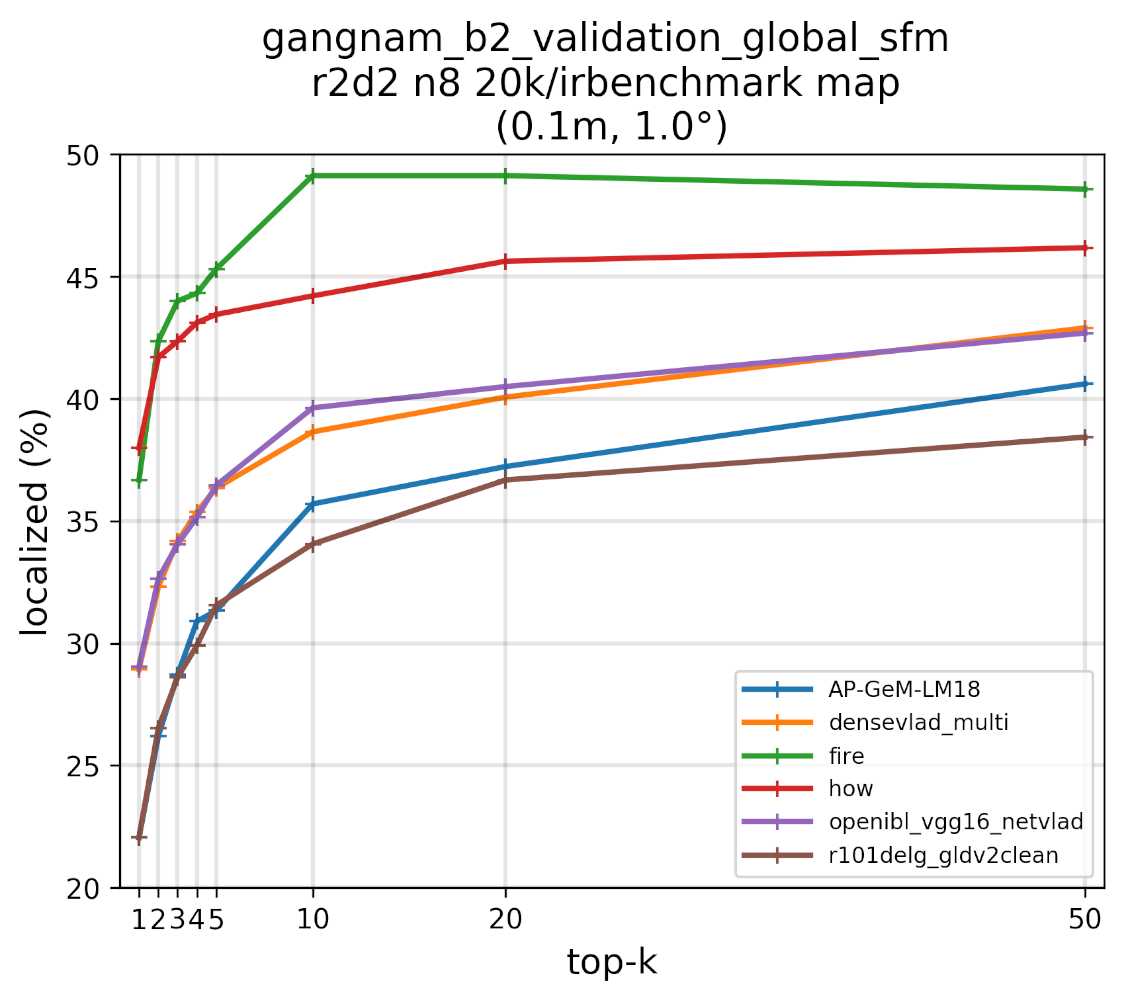 gangnam_b2_validation_global_sfm
r2d2 n8 20k/irbenchmark map
(0.1m, 1.0°)
50
45
40
35
30
25
20
localized (%)
AP-GeM-LM18
densevlad_multi
fire
how
openibl_vgg16_netvlad
r101delg_gldv2clean
1 2 3 4 5 10 20 50
top-k